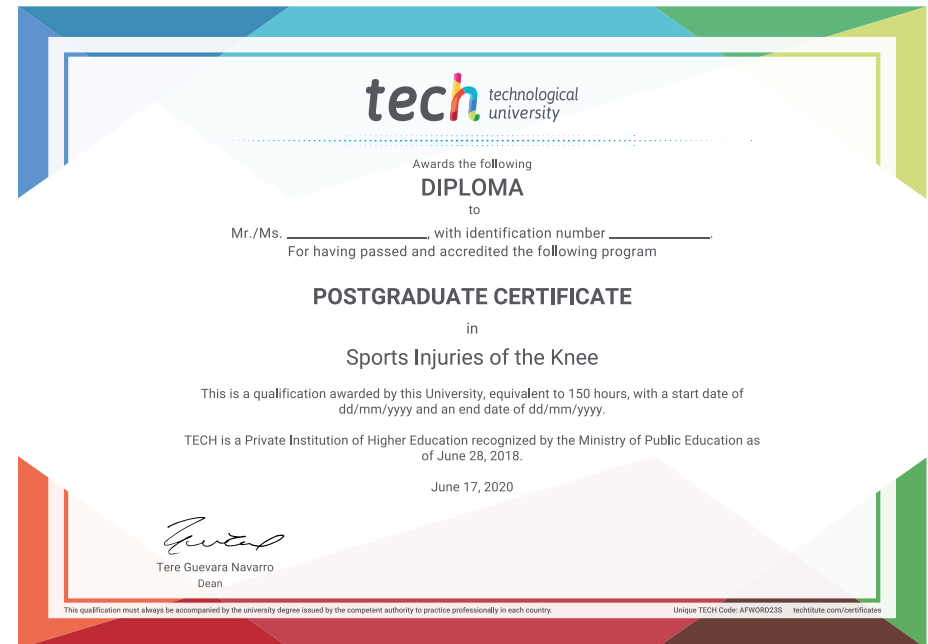 tech technological
university
Awards the following
DIPLOMA
to
Mr./Ms. ____________________, with identification number ______________.
For having passed and accredited the following program
POSTGRADUATE CERTIFICATE
in
Sports Injuries of the Knee
This is a qualification awarded by this University, equivalent to 150 hours, with a start date of
dd/mm/yyyy and an end date of dd/mm/yyyy.
TECH is a Private Institution of Higher Education recognized by the Ministry of Public Education as
of June 28, 2018.
June 17, 2020
Tere Guevara Navarro
Dean
This qualification must always be accompanied by the university degree issued by the competent authority to practice professionally in each country.
Unique TECH Code: AFWORD23S techtitute.com/certificates